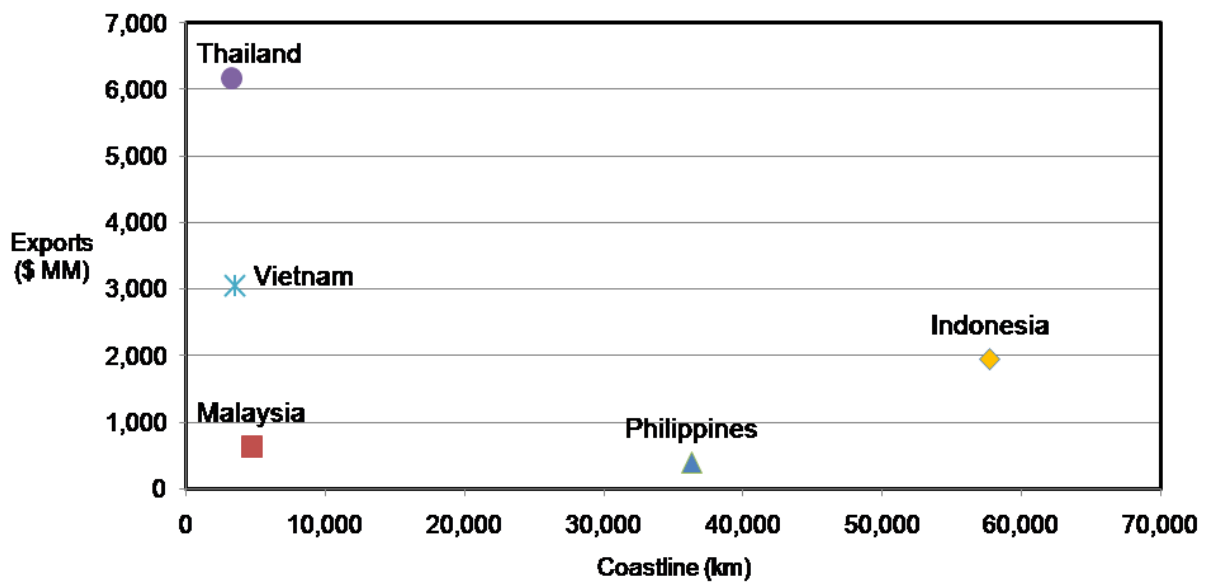 7,000
Thailand
6,000
5,000
4,000
Exports
($ MM)
3,000
Vietnam
Indonesia
2,000
Malaysia
1,000
Philippines
0
0 10,000 20,000 30,000 40,000 50,000 60,000 70,000
Coastline (km)